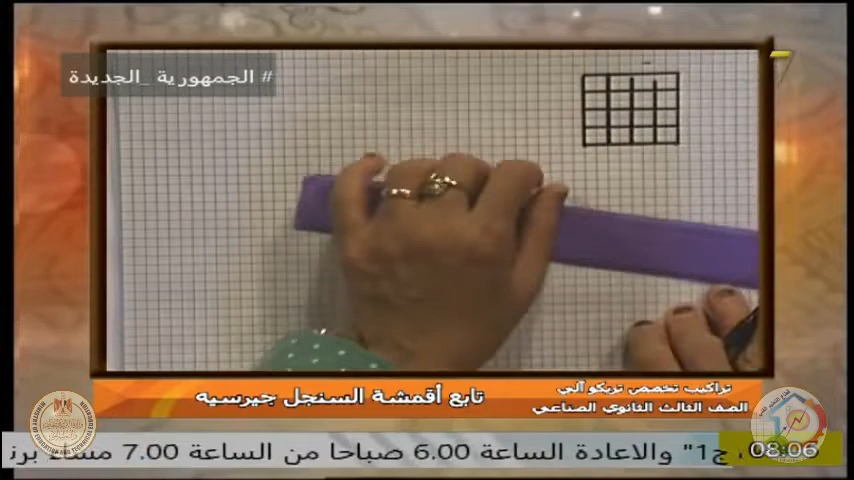 # الجمهورية _الجديدة
تراكيب تخصص تريكو آلي
الصف الثالث الثانوي الصناعي
تابع أقمشة السنجل جيرسيه
ج1" والاعادة الساعة 6.00 صباحا من الساعة 7.00 مساء
08:06